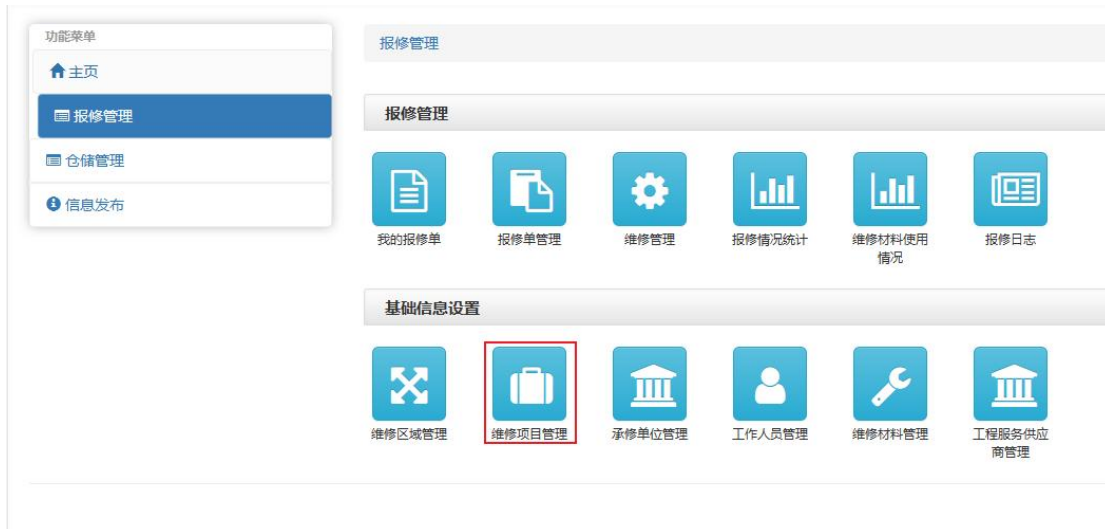 功能菜单
主页
报修管理
仓储管理
信息发布
报修管理
报修管理
我的报修单
报修单管理
维修管理
报修情况统计
维修材料使用
情况
报修日志
基础信息设置
维修区域管理
维修项目管理
承修单位管理
工作人员管理
维修材料管理
工程服务供应
商管理